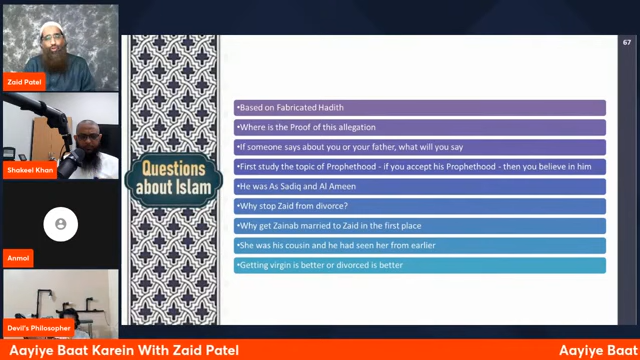 Zaid Patel
Shakeel Khan
Anmol
Devil's Philosopher
67
Questions
about Islam
•Based on Fabricated Hadith
•Where is the Proof of this allegation
•If someone says about you or your father, what will you say
•First study the topic of Prophethood - if you accept his Prophethood - then you believe in him
•He was As Sadiq and Al Ameen
•Why stop Zaid from divorce?
•Why get Zainab married to Zaid in the first place
•She was his cousin and he had seen her from earlier
•Getting virgin is better or divorced is better
Aayiye Baat Karein With Zaid Patel
Aayiye Baat